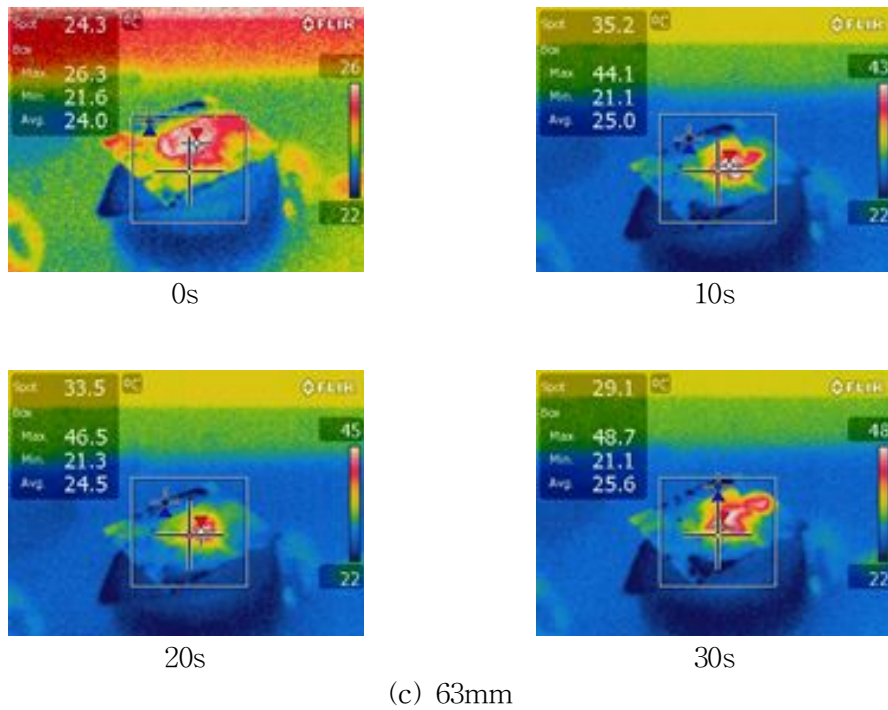 Spot 24.3 °C FLIR
Box
Max. 26.3
Min. 21.6
Avg. 24.0
26
22
0s
Spot 35.2 °C FLIR
Box
Max. 44.1
Min. 21.1
Avg. 25.0
43
22
10s
Spot 33.5 °C FLIR
Box
Max. 46.5
Min. 21.3
Avg. 24.5
45
22
20s
Spot 29.1 °C FLIR
Box
Max. 48.7
Min. 21.1
Avg. 25.6
48
22
30s
(c) 63mm